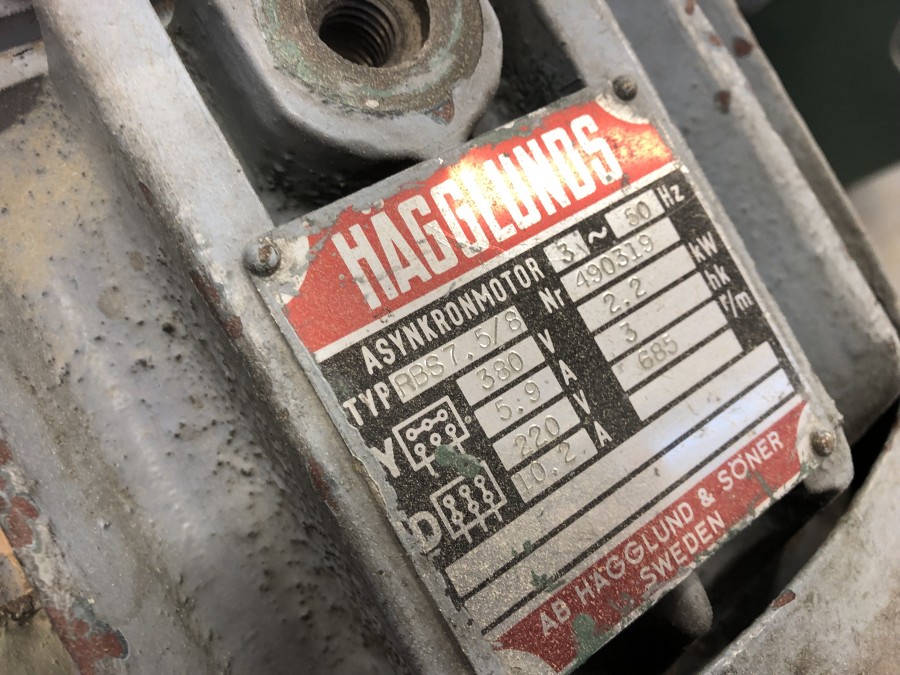 HÄGGLUNDS
ASYNKRONMOTOR 3 ~ 50 Hz
TYP RBS7,5/8 Nr 490319
Y 380 V 2.2 kW
5.9 A 3 hk
D 220 V 685 r/m
10.2 A
AB HÄGGLUND & SÖNER
SWEDEN